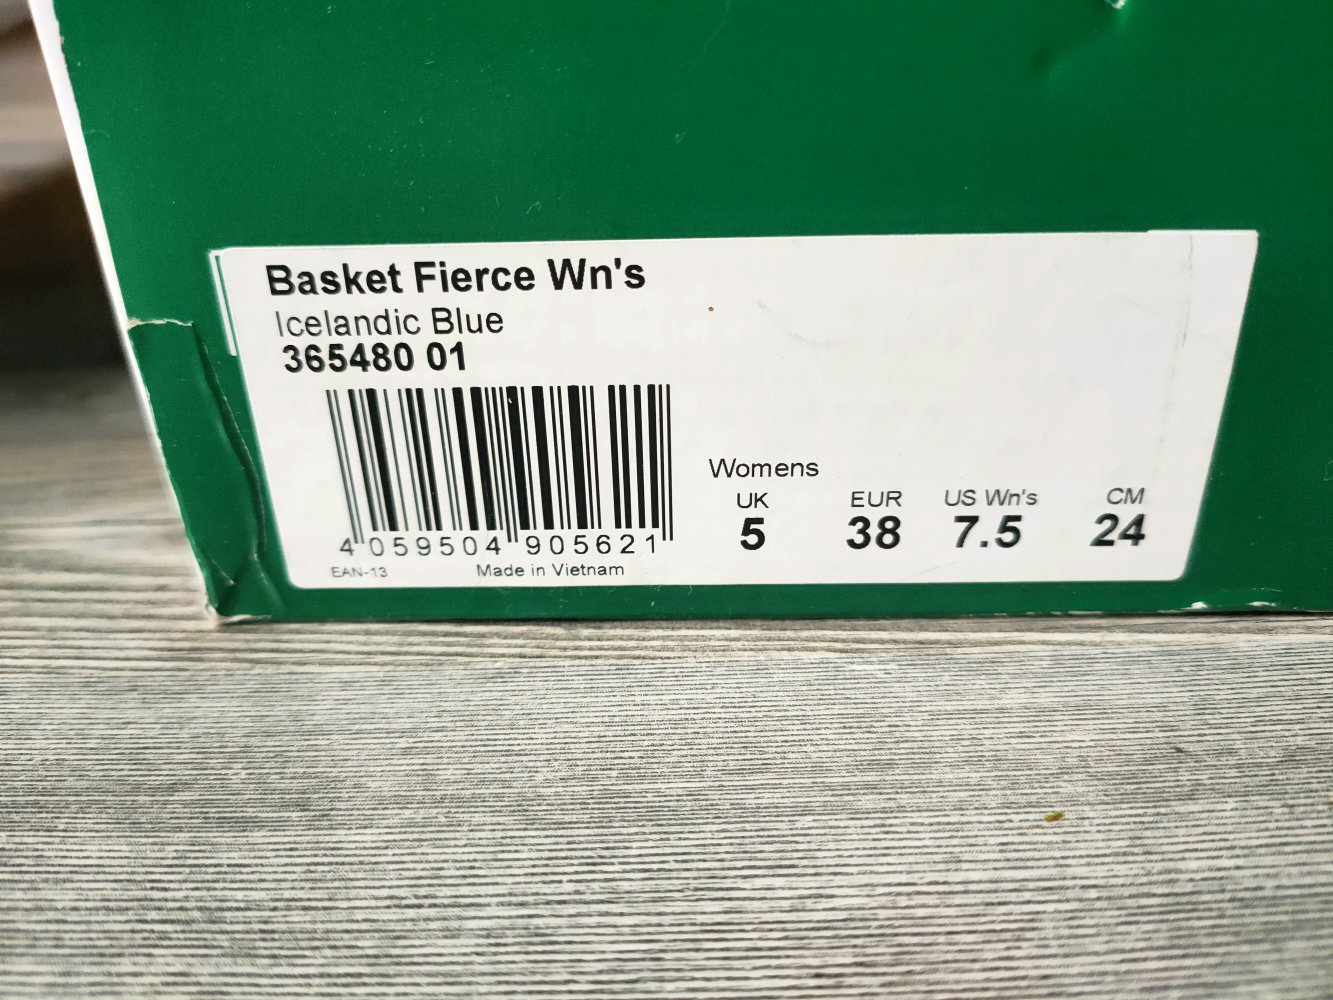 Basket Fierce Wn's
Icelandic Blue
365480 01
4 059504 905621
EAN-13 Made in Vietnam
Womens
UK EUR US Wn's CM
5 38 7.5 24